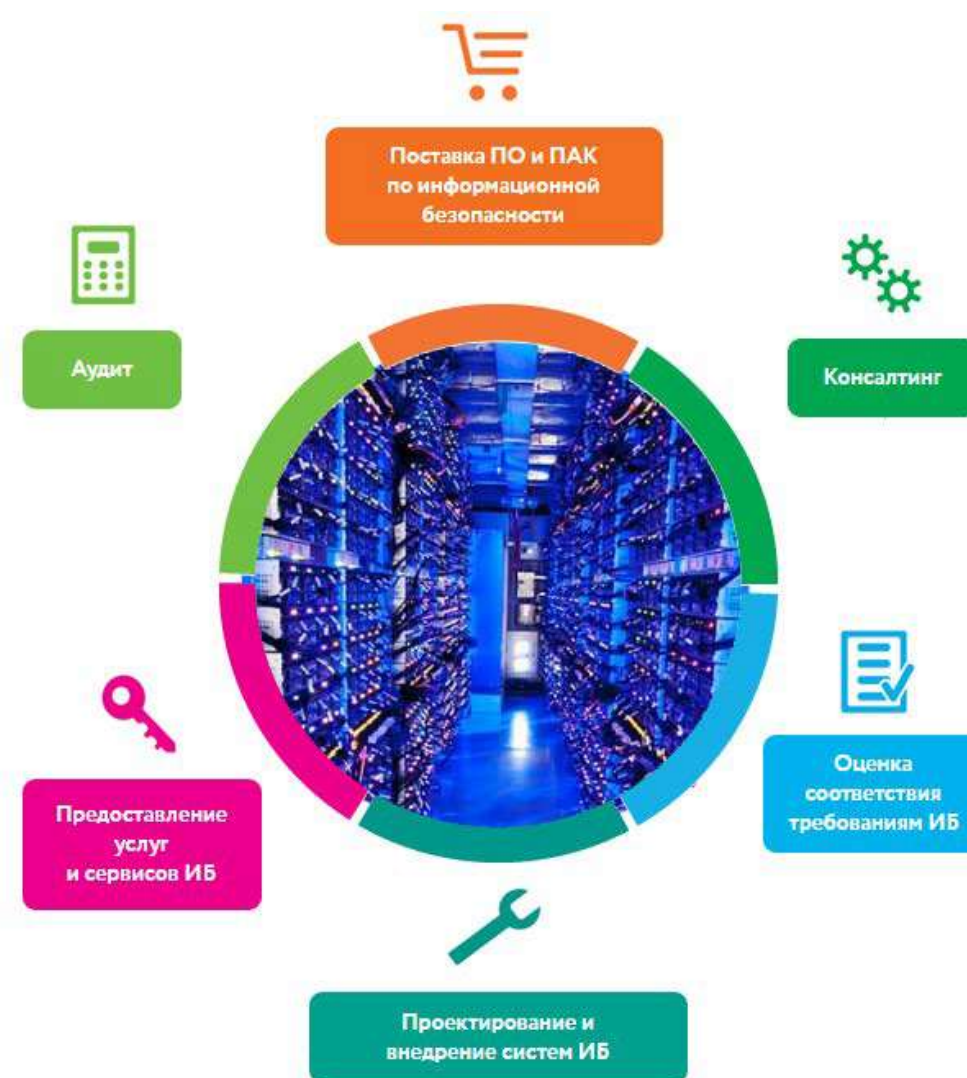 Поставка ПО и ПАК
по информационной
безопасности
Аудит
Консалтинг
Оценка
соответствия
требованиям ИБ
Предоставление
услуг
и сервисов ИБ
Проектирование и
внедрение систем ИБ